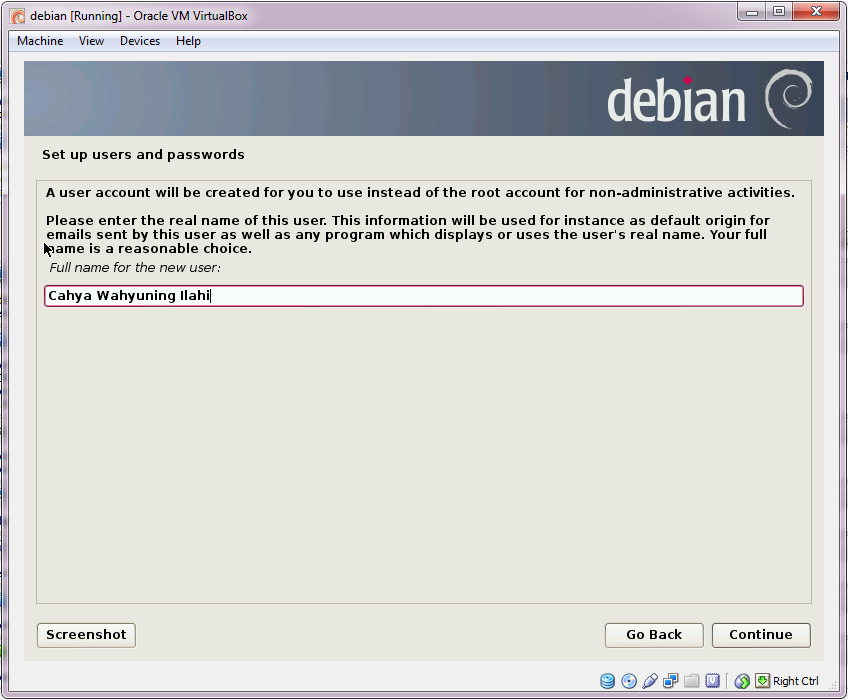 debian [Running] - Oracle VM VirtualBox
Machine View Devices Help
debian
Set up users and passwords
A user account will be created for you to use instead of the root account for non-administrative activities.
Please enter the real name of this user. This information will be used for instance as default origin for
emails sent by this user as well as any program which displays or uses the user's real name. Your full
name is a reasonable choice.
Full name for the new user:
Cahya Wahyuning Ilahi
Screenshot Go Back Continue
Right Ctrl